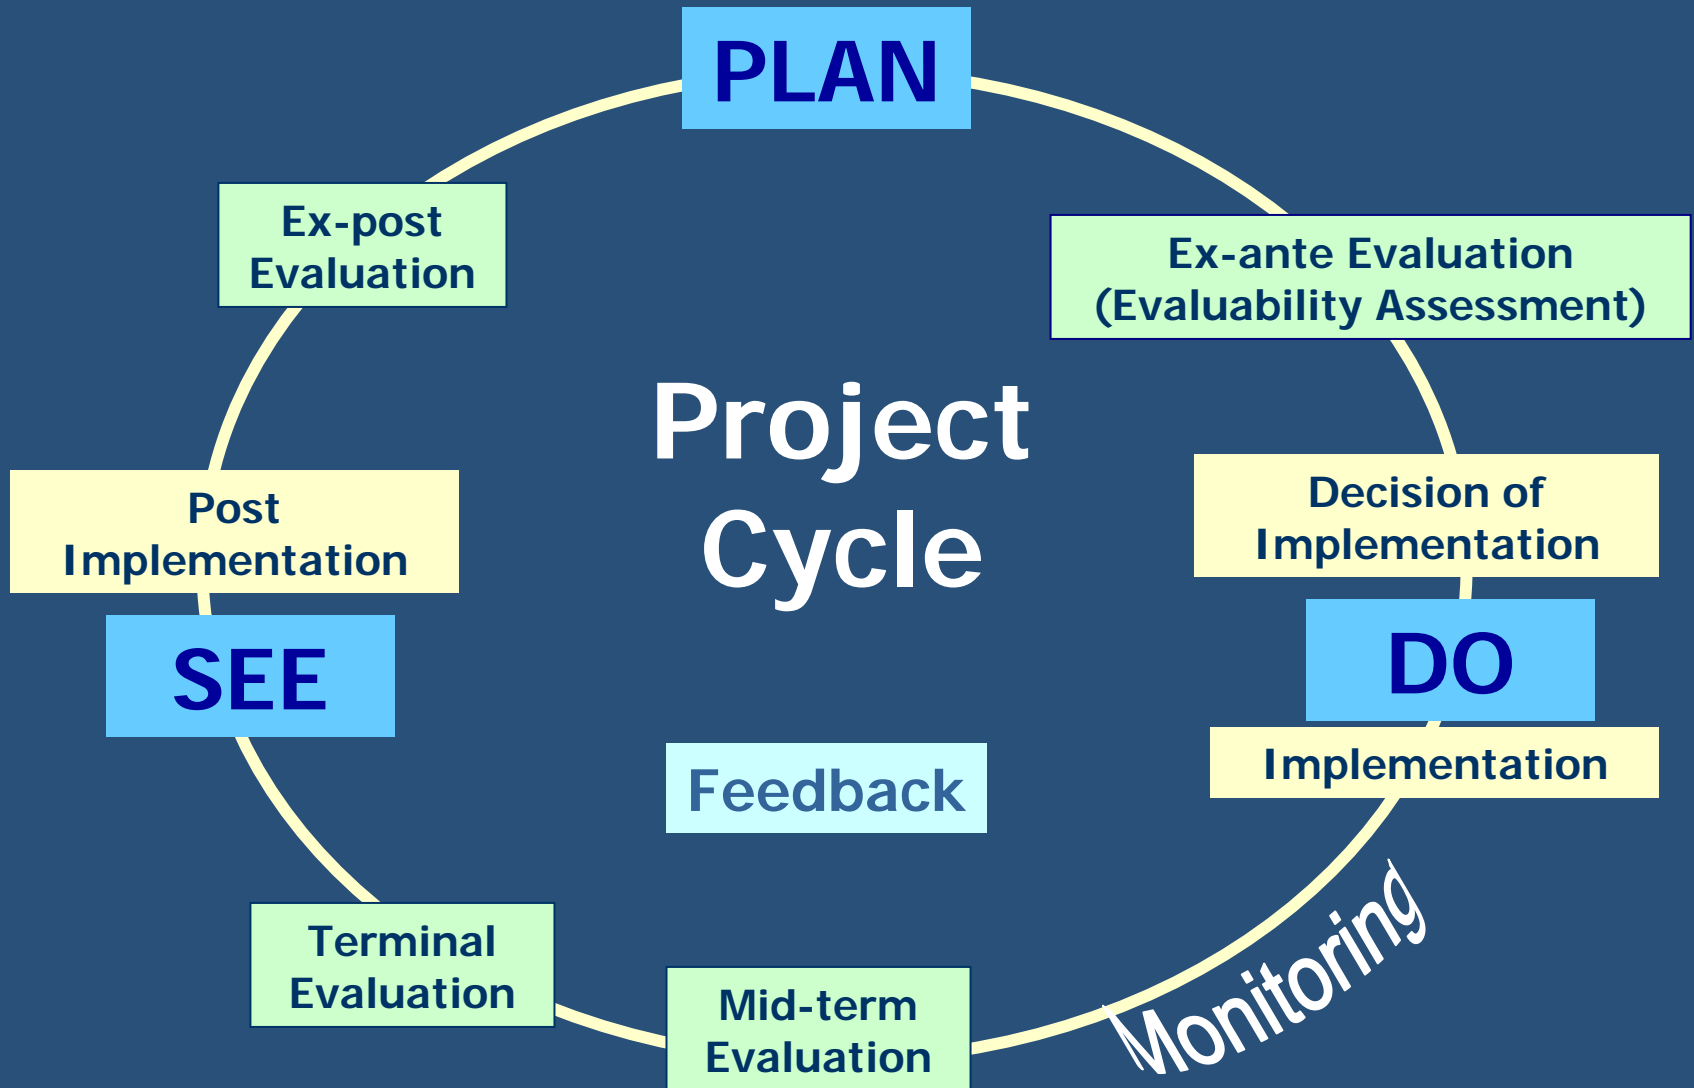 PLAN
Ex-post
Evaluation
Ex-ante Evaluation
(Evaluability Assessment)
Project
Cycle
Post
Implementation
Decision of
Implementation
SEE
DO
Implementation
Feedback
Monitoring
Terminal
Evaluation
Mid-term
Evaluation